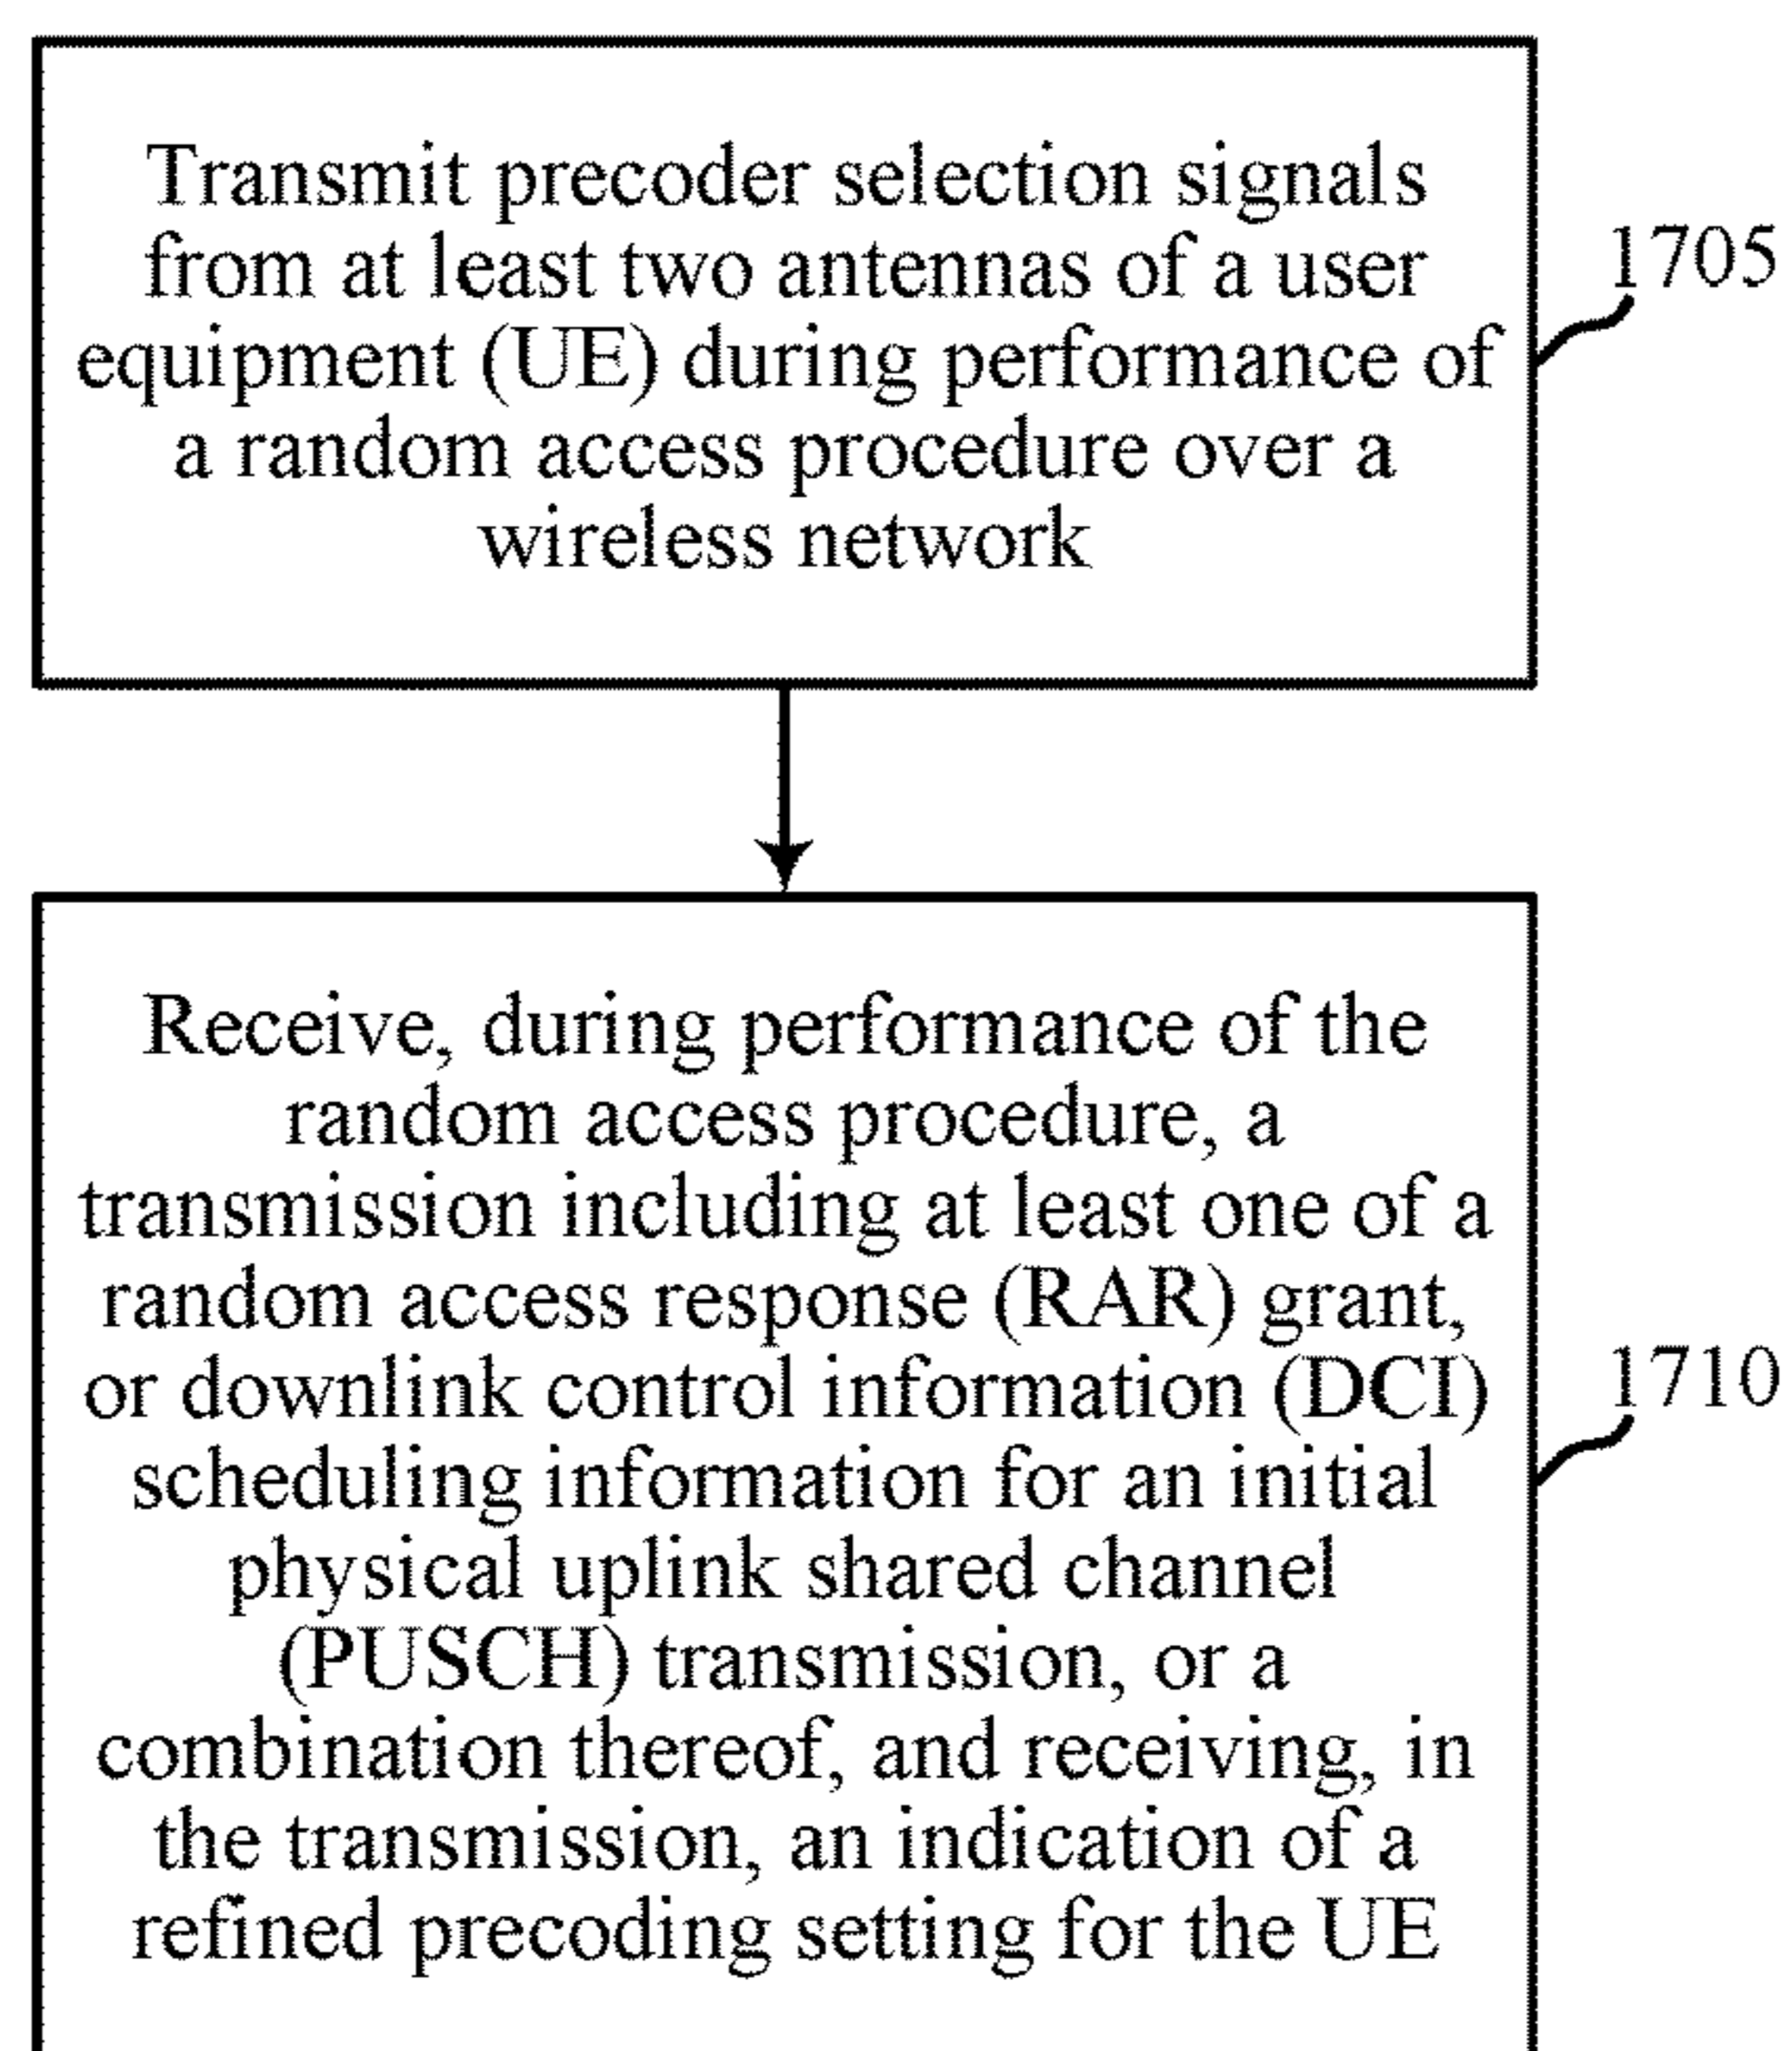 Transmit precoder selection signals
from at least two antennas of a user
equipment (UE) during performance of
a random access procedure over a
wireless network
1705
Receive, during performance of the
random access procedure, a
transmission including at least one of a
random access response (RAR) grant,
or downlink control information (DCI)
scheduling information for an initial
physical uplink shared channel
(PUSCH) transmission, or a
combination thereof, and receiving, in
the transmission, an indication of a
refined precoding setting for the UE
1710